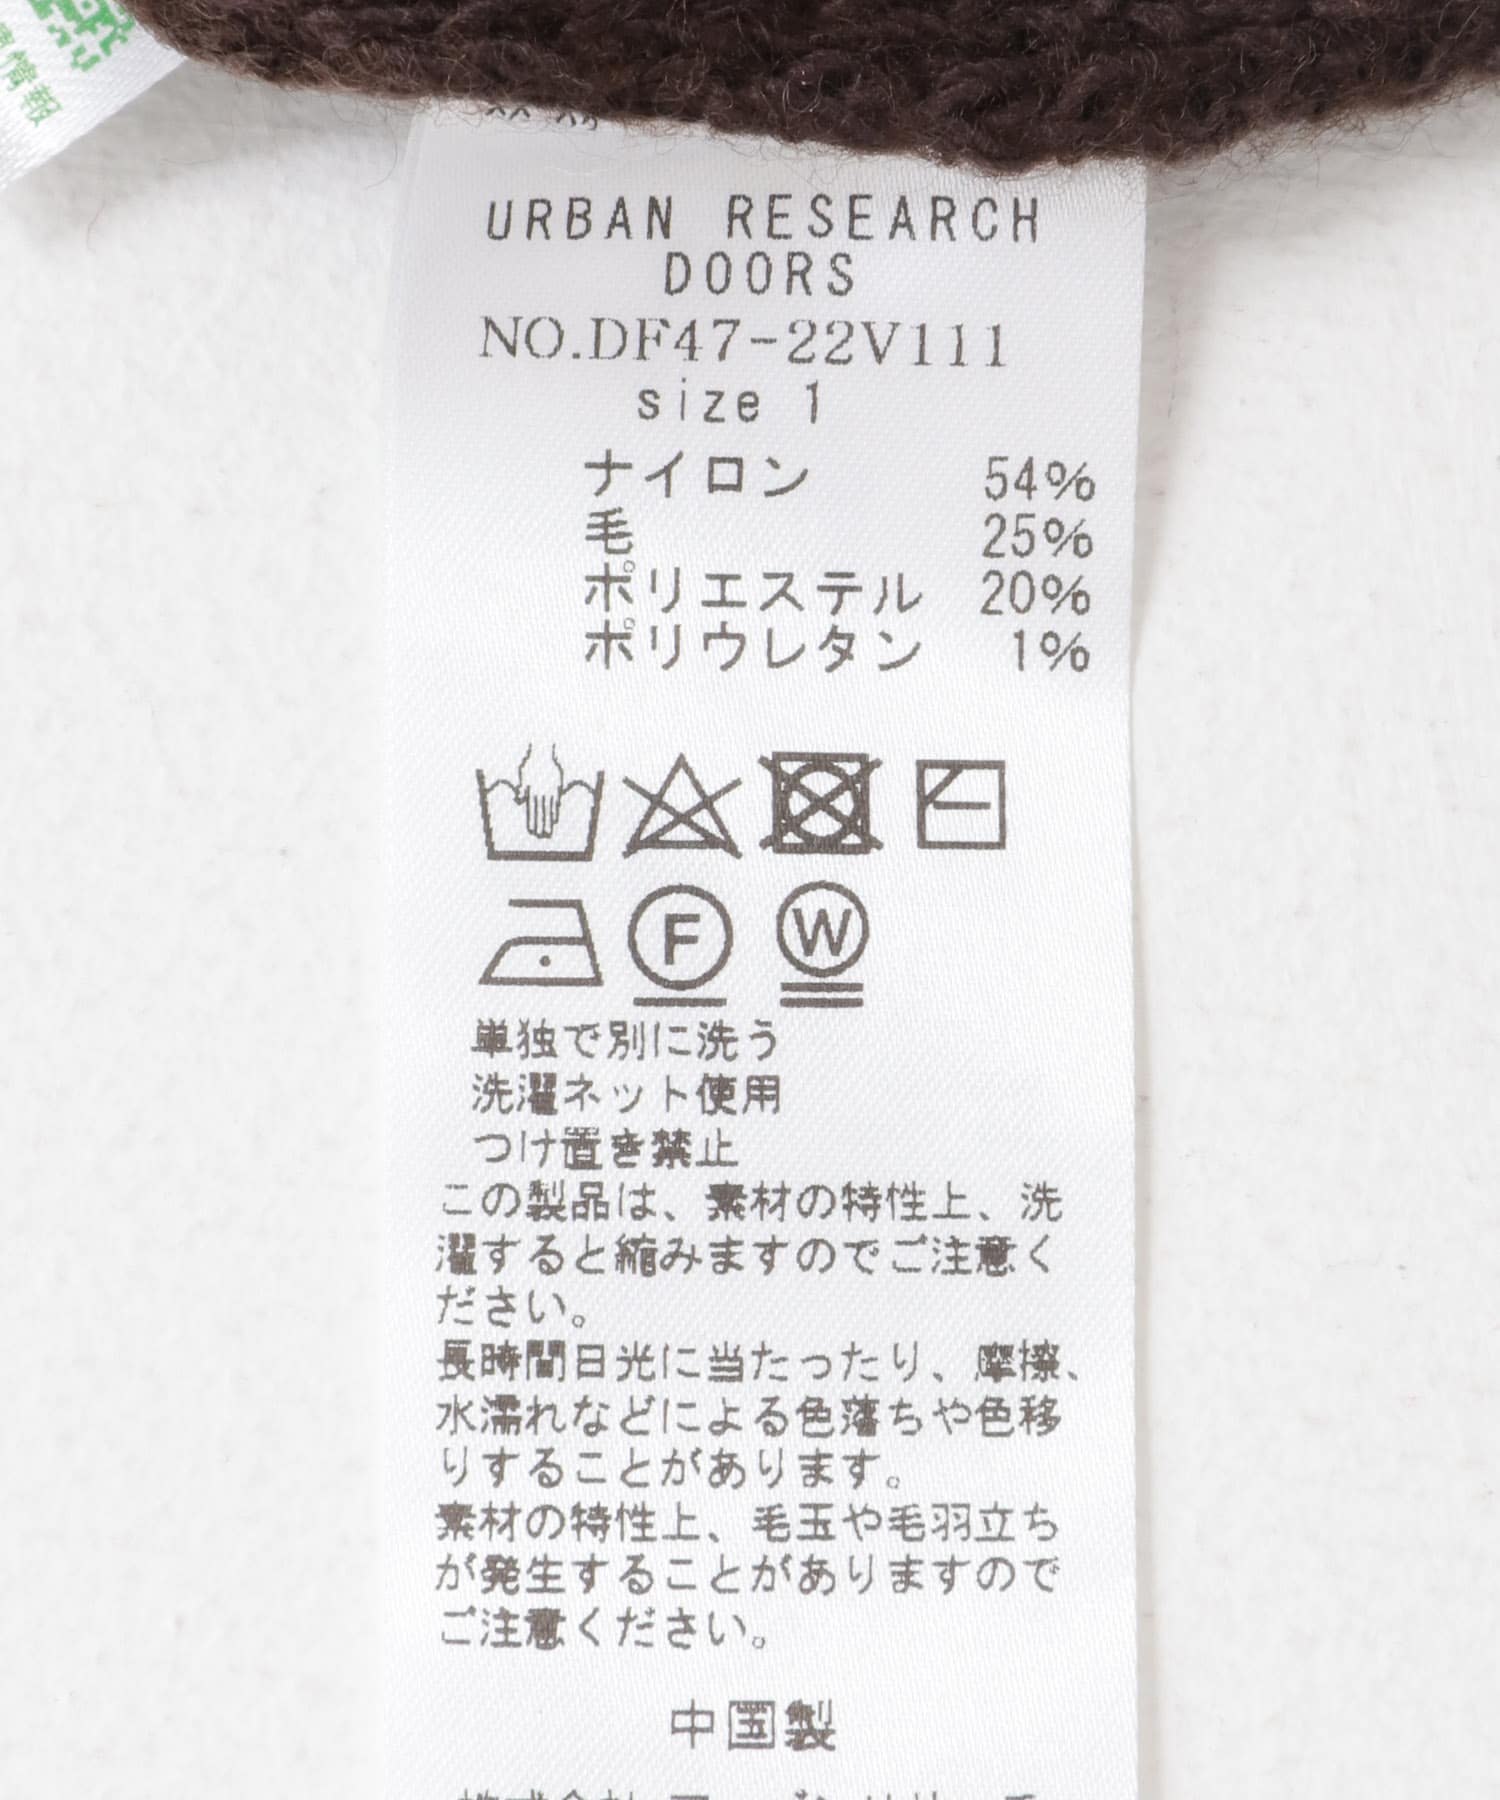 情報
URBAN RESEARCH
DOORS
NO.DF47-22V111
size 1
ナイロン 54%
毛 25%
ポリエステル 20%
ポリウレタン 1%
F W
単独で別に洗う
洗濯ネット使用
つけ置き禁止
この製品は、素材の特性上、洗
濯すると縮みますのでご注意く
ださい。
長時間日光に当たったり、摩擦、
水濡れなどによる色落ちや色移
りすることがあります。
素材の特性上、毛玉や毛羽立ち
が発生することがありますので
ご注意ください。
中国製